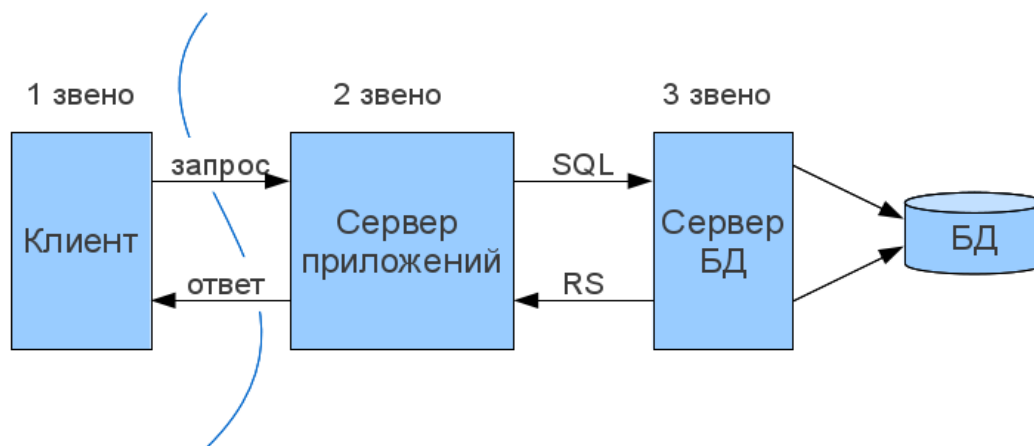 1 звено
2 звено
3 звено
запрос
SQL
Клиент
Сервер
приложений
Сервер
БД
БД
ответ
RS